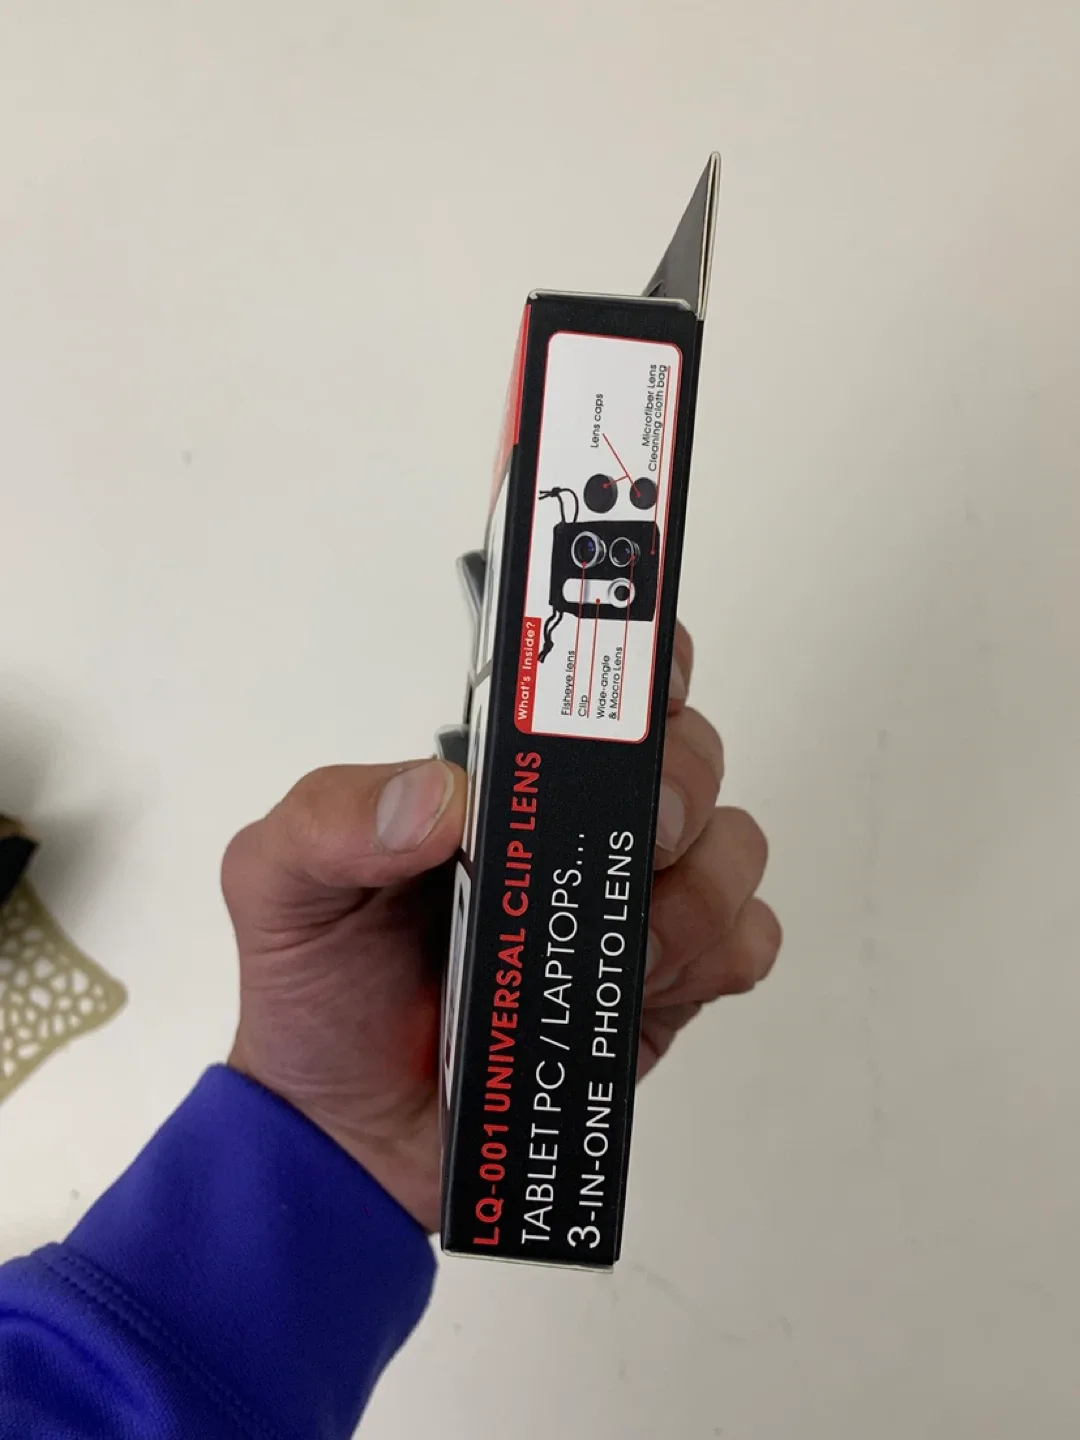 LQ-001 UNIVERSAL CLIP LENS
TABLET PC / LAPTOPS...
3-IN-ONE PHOTO LENS
What's Inside?
Fisheye lens
Clip
Wide-angle
& Macro Lens
Lens caps
Microfiber Lens
Cleaning cloth bag